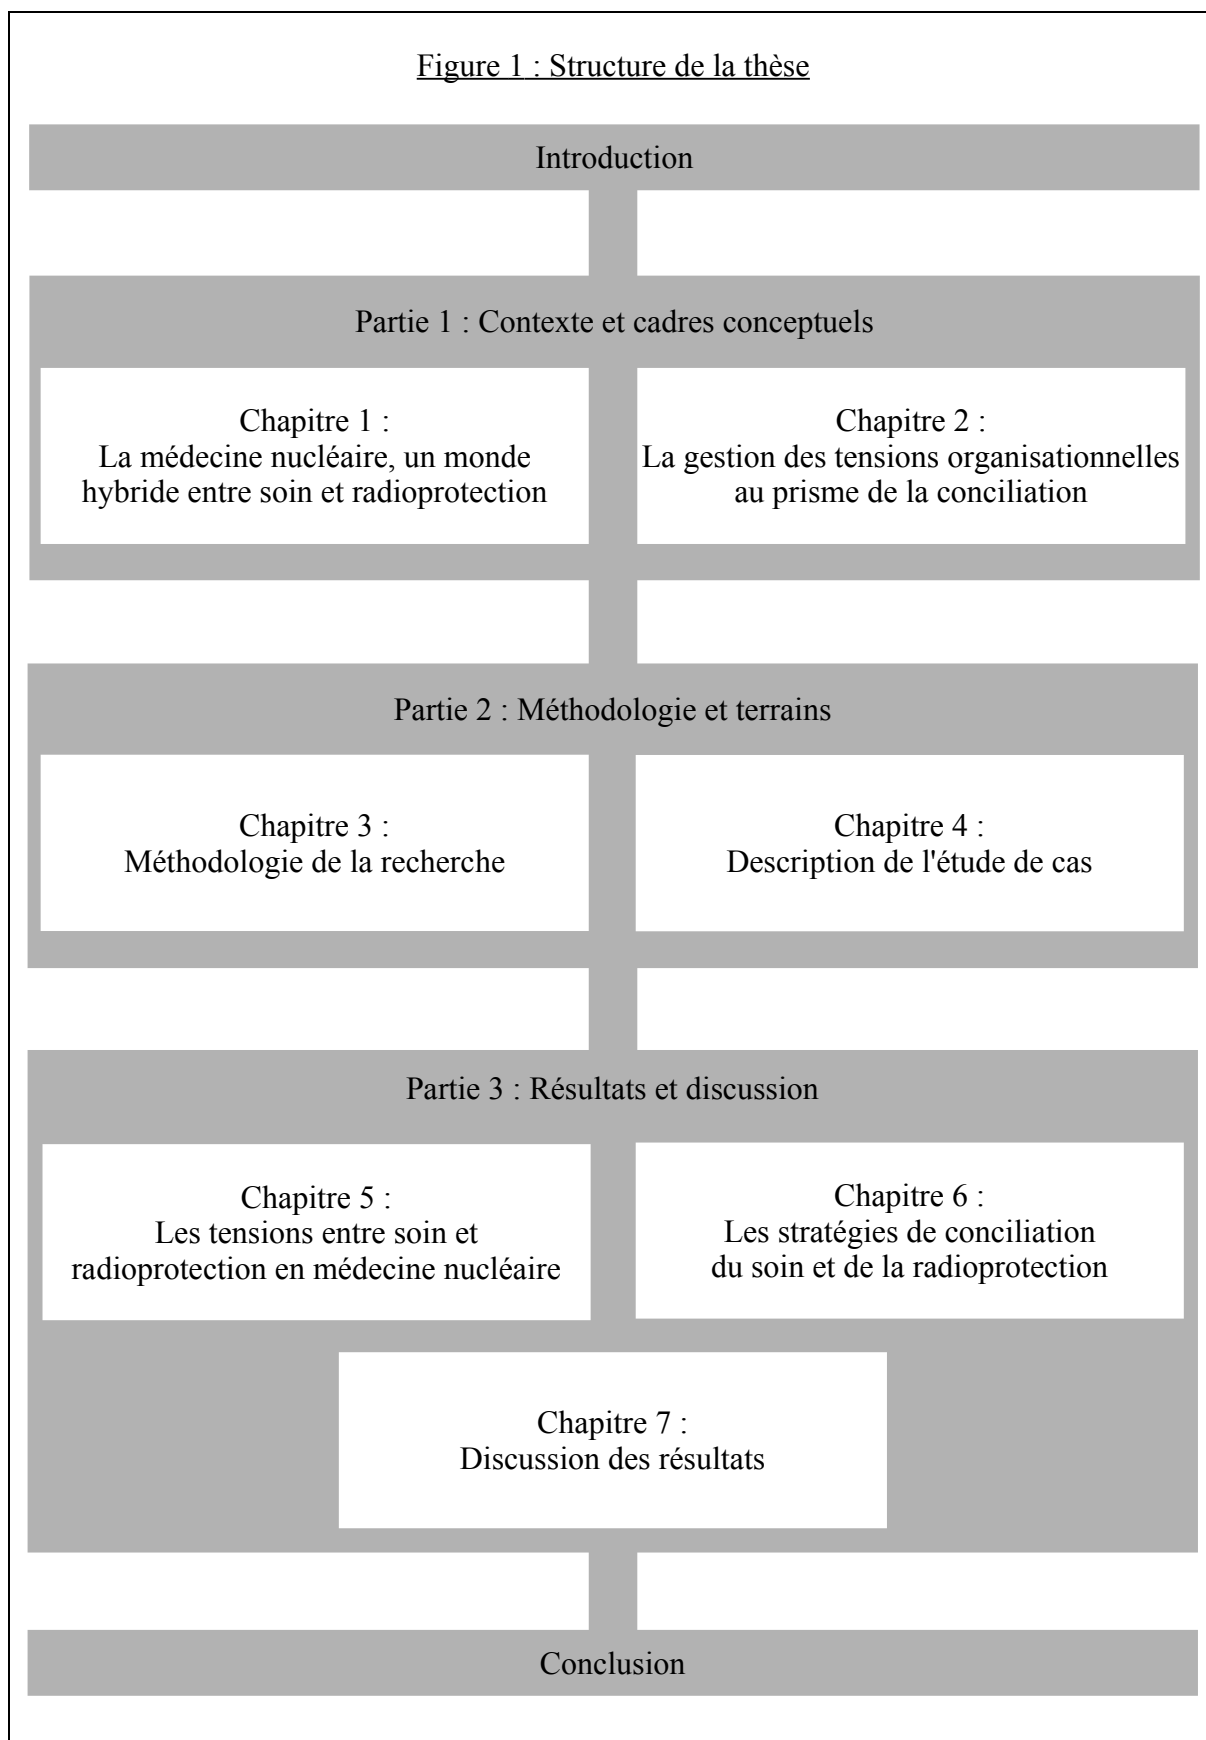 Figure 1 : Structure de la thèse
Introduction
Partie 1 : Contexte et cadres conceptuels
Chapitre 1 :
La médecine nucléaire, un monde
hybride entre soin et radioprotection
Chapitre 2 :
La gestion des tensions organisationnelles
au prisme de la conciliation
Partie 2 : Méthodologie et terrains
Chapitre 3 :
Méthodologie de la recherche
Chapitre 4 :
Description de l'étude de cas
Partie 3 : Résultats et discussion
Chapitre 5 :
Les tensions entre soin et
radioprotection en médecine nucléaire
Chapitre 6 :
Les stratégies de conciliation
du soin et de la radioprotection
Chapitre 7 :
Discussion des résultats
Conclusion